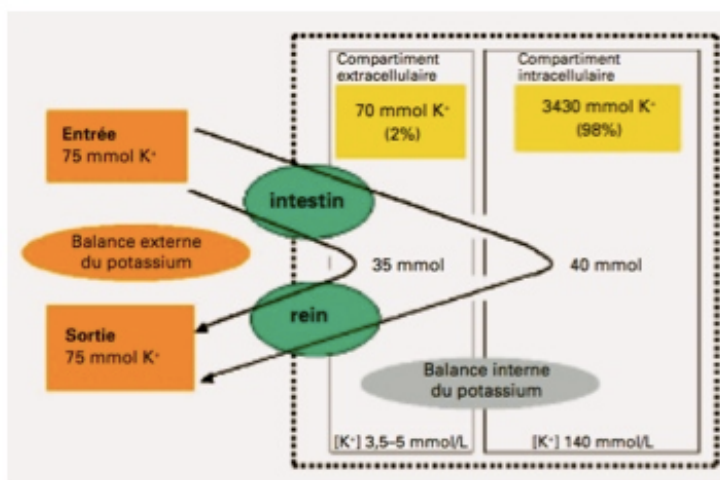 Compartiment
extracellulaire
70 mmol K⁺
(2%)
Compartiment
intracellulaire
3430 mmol K⁺
(98%)
Entrée
75 mmol K⁺
intestin
Balance externe
du potassium
35 mmol
40 mmol
rein
Sortie
75 mmol K⁺
Balance interne
du potassium
[K⁺] 3,5–5 mmol/L
[K⁺] 140 mmol/L